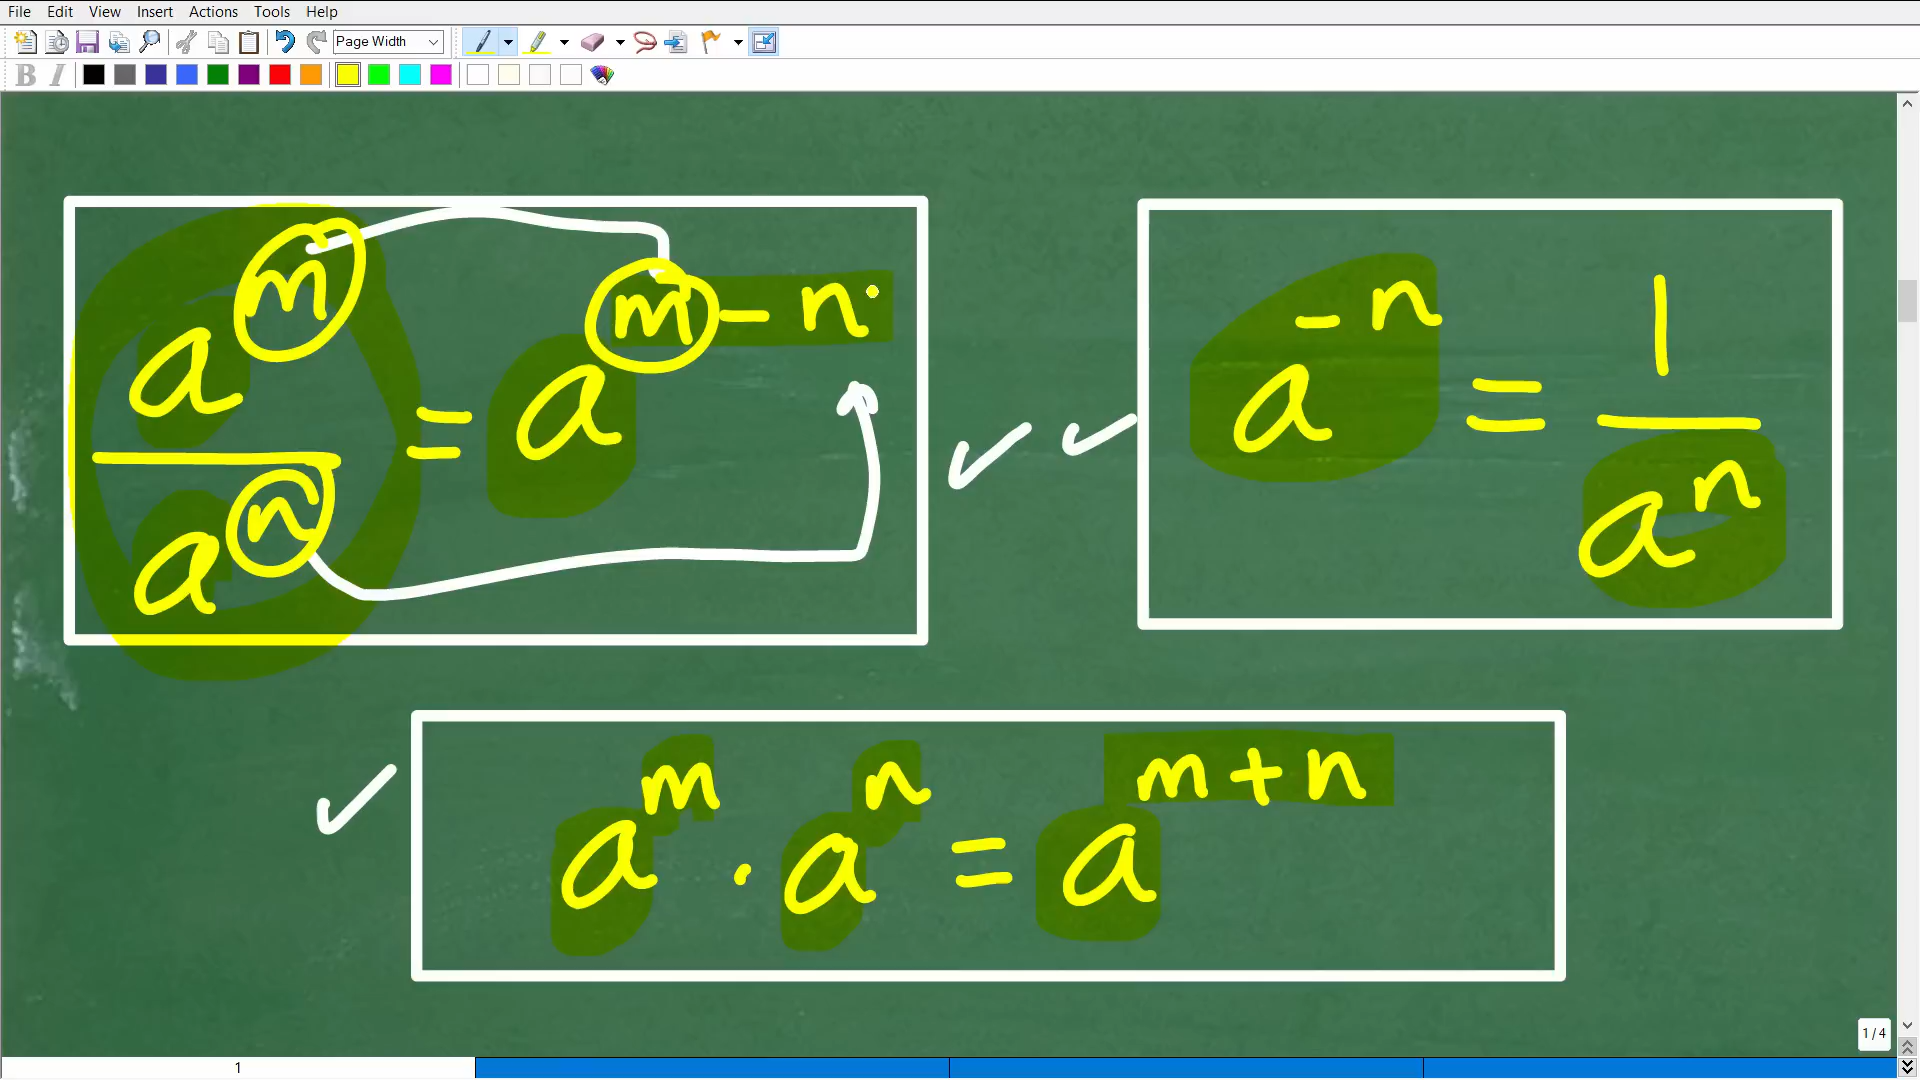 File Edit View Insert Actions Tools Help
Page Width
B I
a^m / a^n = a^(m-n)
a^-n = 1 / a^n
a^m · a^n = a^(m+n)
1 / 4
1